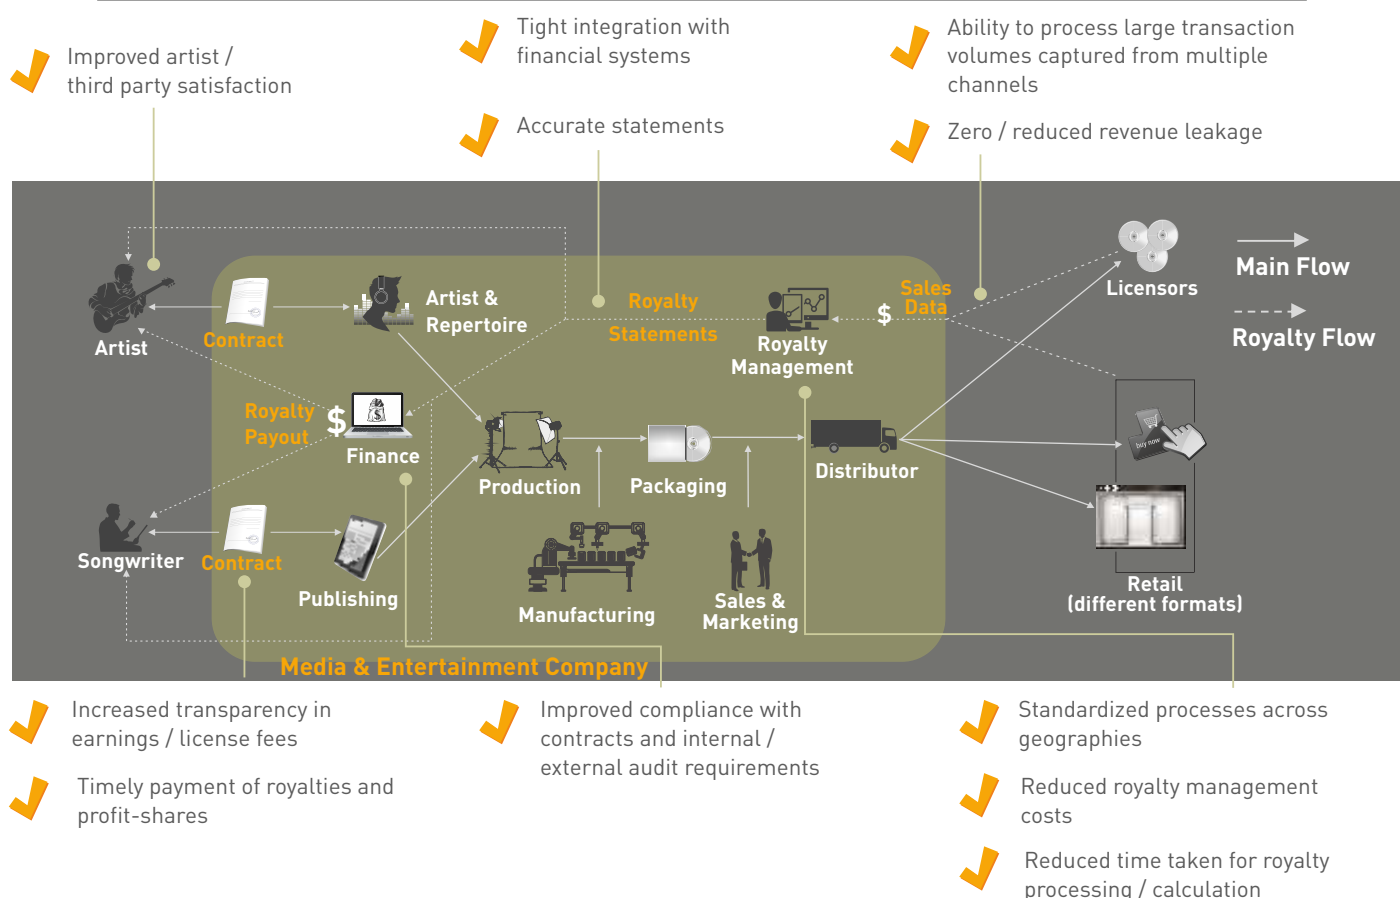 Improved artist /
third party satisfaction
Tight integration with
financial systems
Accurate statements
Ability to process large transaction
volumes captured from multiple
channels
Zero / reduced revenue leakage
Artist
Contract
Artist &
Repertoire
Royalty
Statements
Royalty
Management
$
Sales
Data
Licensors
Main Flow
Royalty Flow
Royalty
Payout
$
$
Finance
Production
Packaging
Distributor
buy now
Songwriter
Contract
Publishing
Manufacturing
Sales &
Marketing
Retail
(different formats)
Media & Entertainment Company
Increased transparency in
earnings / license fees
Timely payment of royalties and
profit-shares
Improved compliance with
contracts and internal /
external audit requirements
Standardized processes across
geographies
Reduced royalty management
costs
Reduced time taken for royalty
processing / calculation